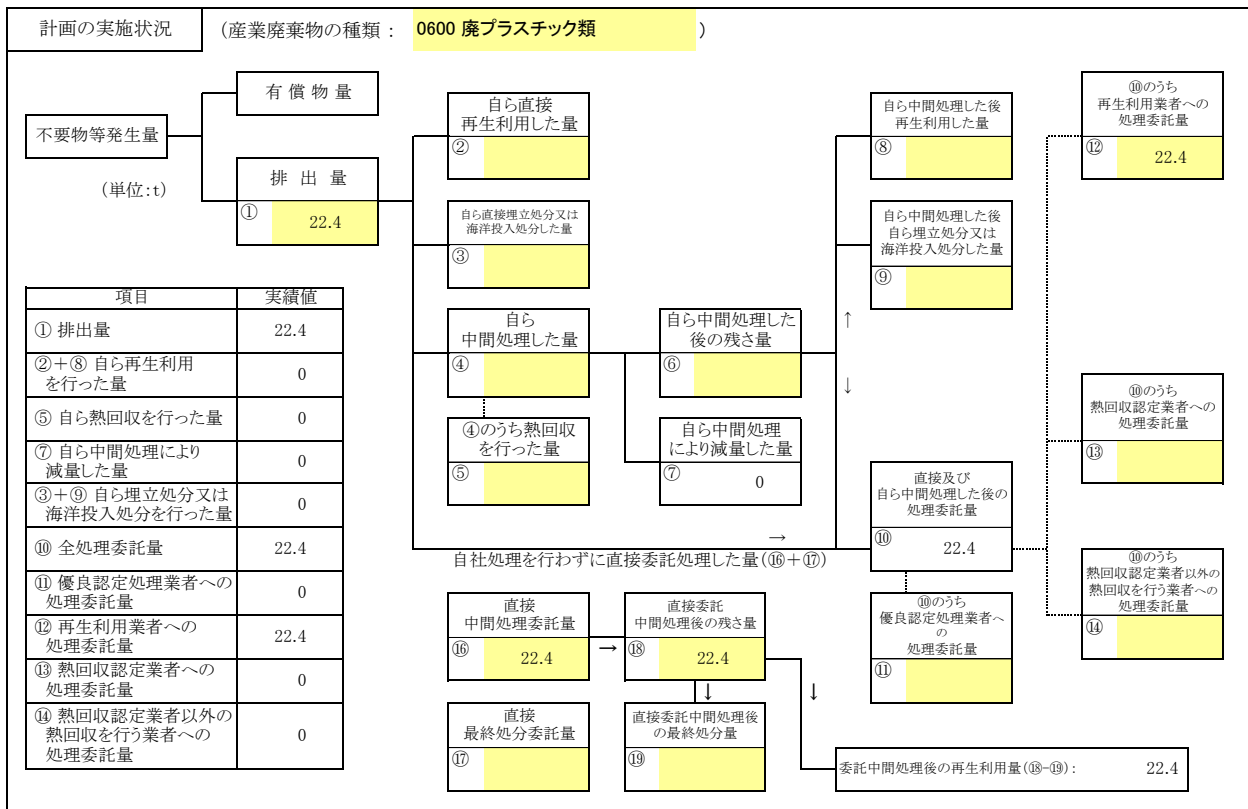 計画の実施状況
(産業廃棄物の種類： 0600 廃プラスチック類 )
有 償 物 量
不要物等発生量
(単位:t)
排 出 量
①
22.4
自ら直接
再生利用した量
②
自ら直接埋立処分又は
海洋投入処分した量
③
自ら
中間処理した量
④
④のうち熱回収
を行った量
⑤
自ら中間処理した
後の残さ量
⑥
自ら中間処理
により減量した量
⑦
0
自ら中間処理した後
再生利用した量
⑧
自ら中間処理した後
自ら埋立処分又は
海洋投入処分した量
⑨
↑
↓
直接及び
自ら中間処理した後の
処理委託量
⑩
22.4
⑩のうち
再生利用業者への
処理委託量
⑫
22.4
⑩のうち
熱回収認定業者への
処理委託量
⑬
⑩のうち
熱回収認定業者以外の
熱回収を行う業者への
処理委託量
⑭
→
自社処理を行わずに直接委託処理した量(⑯＋⑰)
直接
中間処理委託量
⑯
22.4
→
直接委託
中間処理後の残さ量
⑱
22.4
↓
↓
⑩のうち
優良認定処理業者へ
の
処理委託量
⑪
直接
最終処分委託量
⑰
直接委託中間処理後
の最終処分量
⑲
委託中間処理後の再生利用量(⑱-⑲)： 22.4
項目 実績値
① 排出量 22.4
②＋⑧ 自ら再生利用
を行った量
0
⑤ 自ら熱回収を行った量 0
⑦ 自ら中間処理により
減量した量
0
③＋⑨ 自ら埋立処分又は
海洋投入処分を行った量
0
⑩ 全処理委託量 22.4
⑪ 優良認定処理業者への
処理委託量
0
⑫ 再生利用業者への
処理委託量
22.4
⑬ 熱回収認定業者への
処理委託量
0
⑭ 熱回収認定業者以外の
熱回収を行う業者への
処理委託量
0